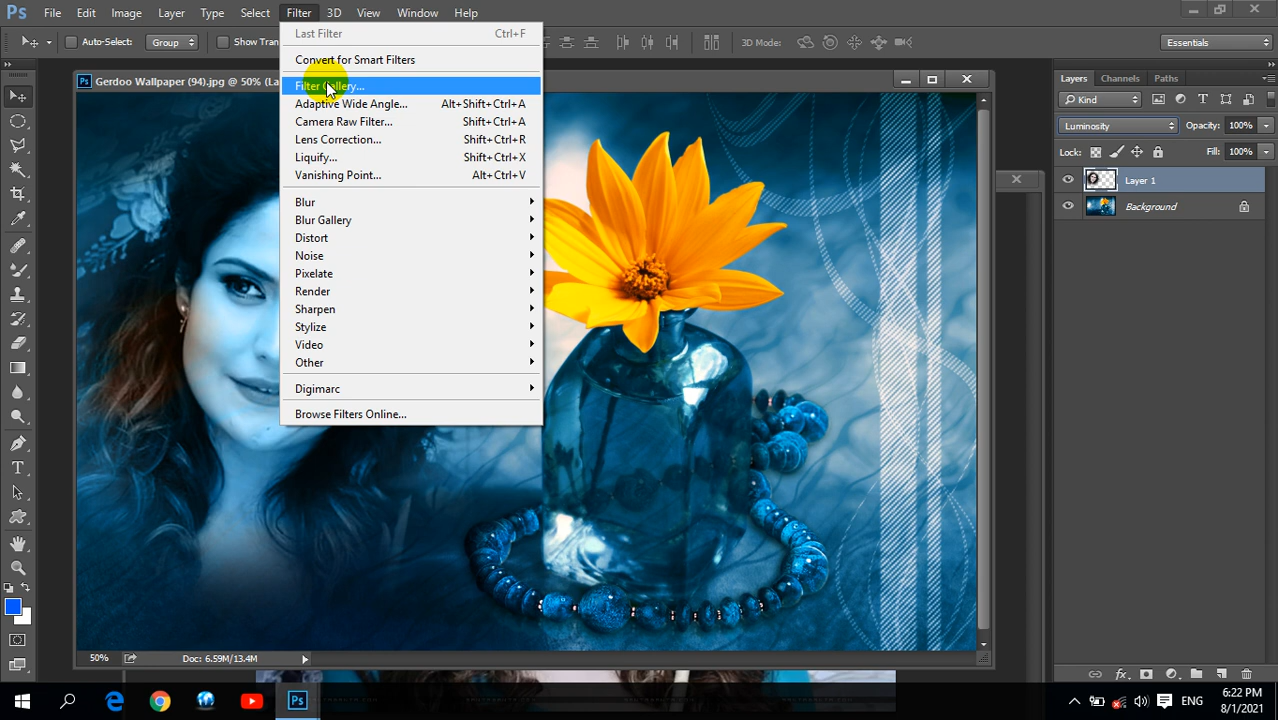 Ps File Edit Image Layer Type Select Filter 3D View Window Help
Auto-Select: Group Show Tran 3D Mode: Essentials
Last Filter Ctrl+F
Convert for Smart Filters
Filter Gallery...
Adaptive Wide Angle... Alt+Shift+Ctrl+A
Camera Raw Filter... Shift+Ctrl+A
Lens Correction... Shift+Ctrl+R
Liquify... Shift+Ctrl+X
Vanishing Point... Alt+Ctrl+V
Blur
Blur Gallery
Distort
Noise
Pixelate
Render
Sharpen
Stylize
Video
Other
Digimarc
Browse Filters Online...
Ps Gerdoo Wallpaper (94).jpg @ 50% (La
Layers Channels Paths
Kind
Luminosity Opacity: 100%
Lock: Fill: 100%
Layer 1
Background
T
50% Doc: 6.59M/13.4M
Ps ENG 6:22 PM
8/1/2021